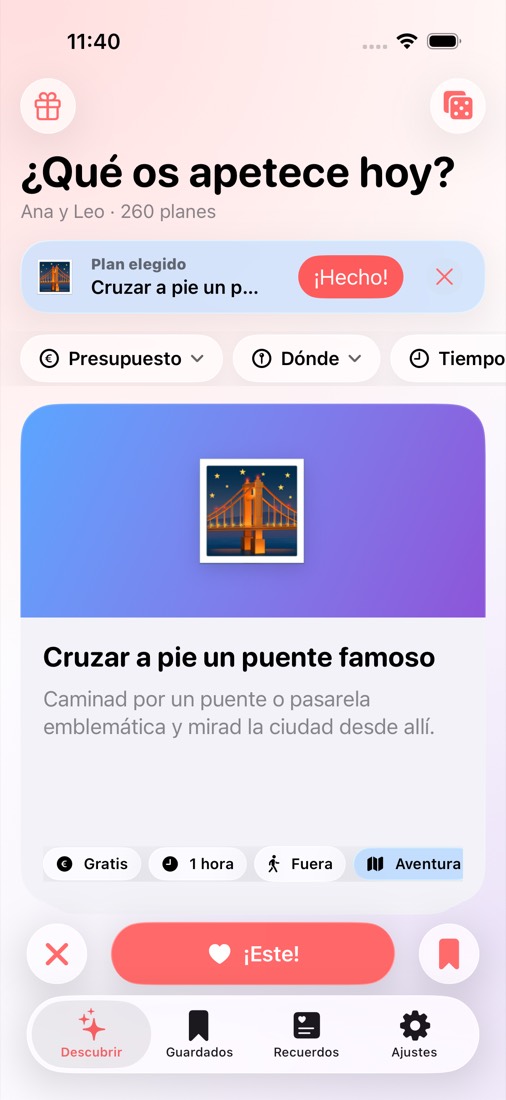 11:40
¿Qué os apetece hoy?
Ana y Leo · 260 planes
Plan elegido
Cruzar a pie un p...
¡Hecho!
Presupuesto
Dónde
Tiempo
Cruzar a pie un puente famoso
Caminad por un puente o pasarela
emblemática y mirad la ciudad desde allí.
Gratis
1 hora
Fuera
Aventura
¡Este!
Descubrir
Guardados
Recuerdos
Ajustes